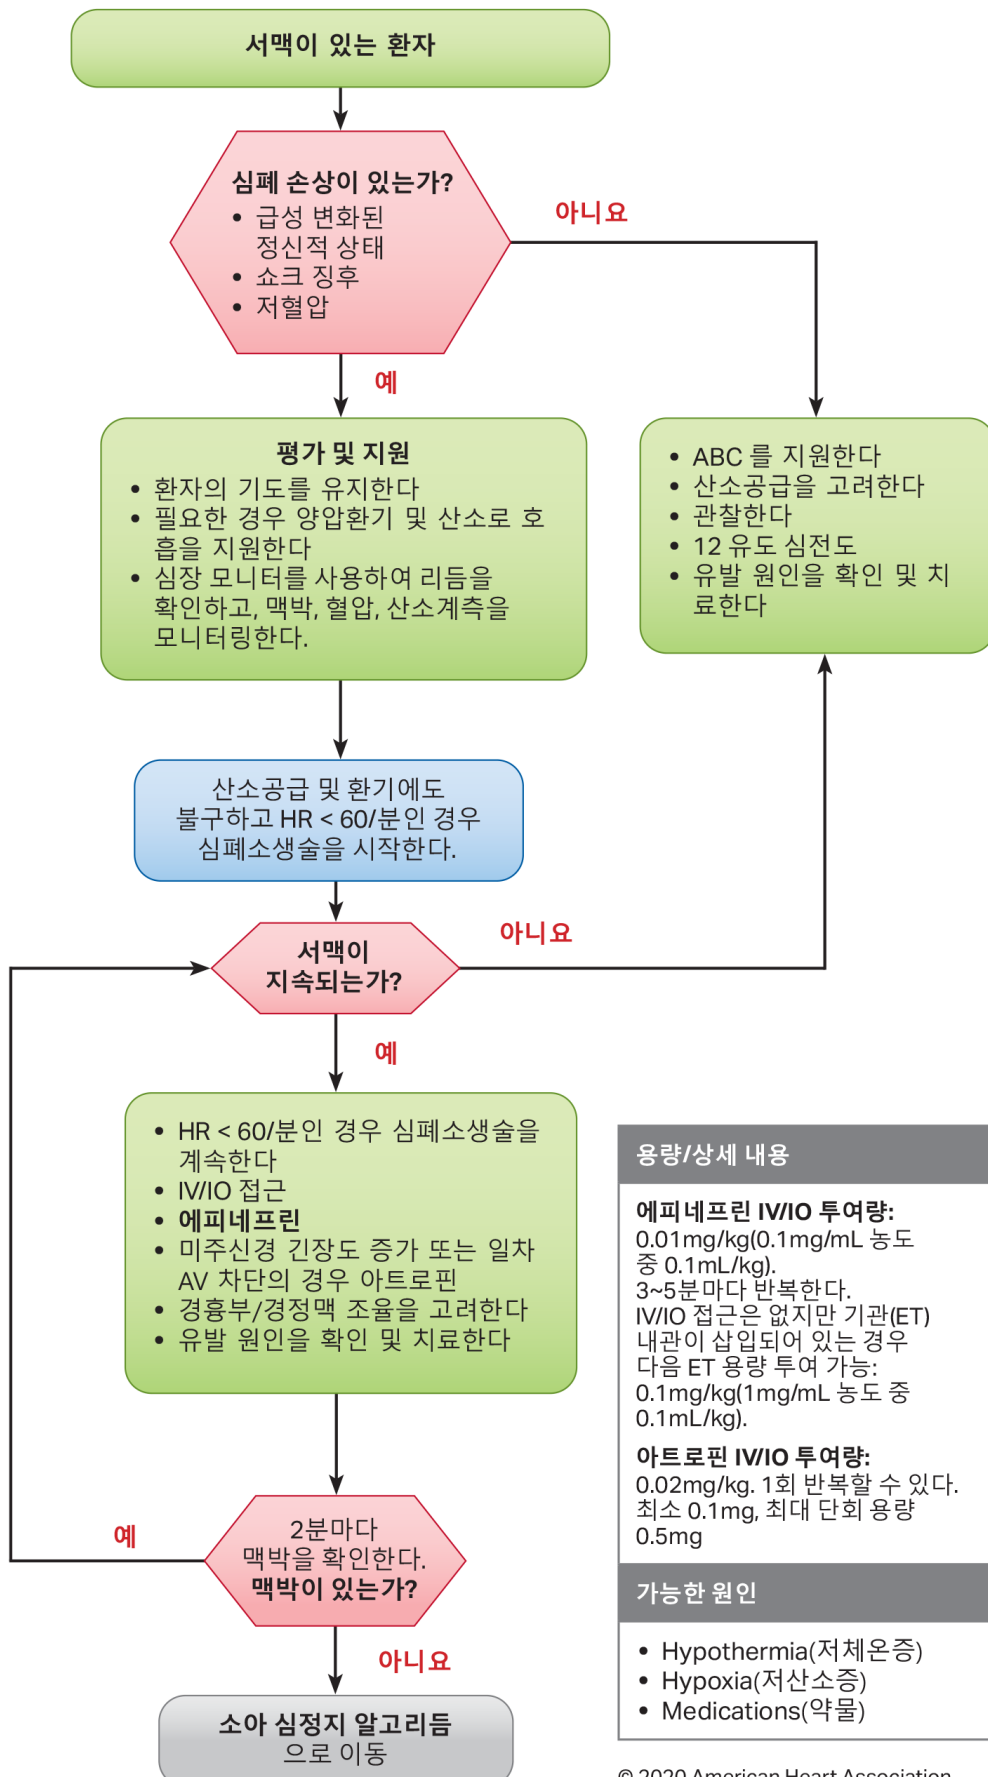 서맥이 있는 환자
심폐 손상이 있는가?
• 급성 변화된
정신적 상태
• 쇼크 징후
• 저혈압
아니요
예
평가 및 지원
• 환자의 기도를 유지한다
• 필요한 경우 양압환기 및 산소로 호
흡을 지원한다
• 심장 모니터를 사용하여 리듬을
확인하고, 맥박, 혈압, 산소계측을
모니터링한다.
• ABC 를 지원한다
• 산소공급을 고려한다
• 관찰한다
• 12 유도 심전도
• 유발 원인을 확인 및 치
료한다
산소공급 및 환기에도
불구하고 HR < 60/분인 경우
심폐소생술을 시작한다.
서맥이
지속되는가?
아니요
예
• HR < 60/분인 경우 심폐소생술을
계속한다
• IV/IO 접근
• 에피네프린
• 미주신경 긴장도 증가 또는 일차
AV 차단의 경우 아트로핀
• 경흉부/경정맥 조율을 고려한다
• 유발 원인을 확인 및 치료한다
2분마다
맥박을 확인한다.
맥박이 있는가?
예
아니요
소아 심정지 알고리듬
으로 이동
용량/상세 내용
에피네프린 IV/IO 투여량:
0.01mg/kg(0.1mg/mL 농도
중 0.1mL/kg).
3~5분마다 반복한다.
IV/IO 접근은 없지만 기관(ET)
내관이 삽입되어 있는 경우
다음 ET 용량 투여 가능:
0.1mg/kg(1mg/mL 농도 중
0.1mL/kg).
아트로핀 IV/IO 투여량:
0.02mg/kg. 1회 반복할 수 있다.
최소 0.1mg, 최대 단회 용량
0.5mg
가능한 원인
• Hypothermia(저체온증)
• Hypoxia(저산소증)
• Medications(약물)
© 2020 American Heart Association